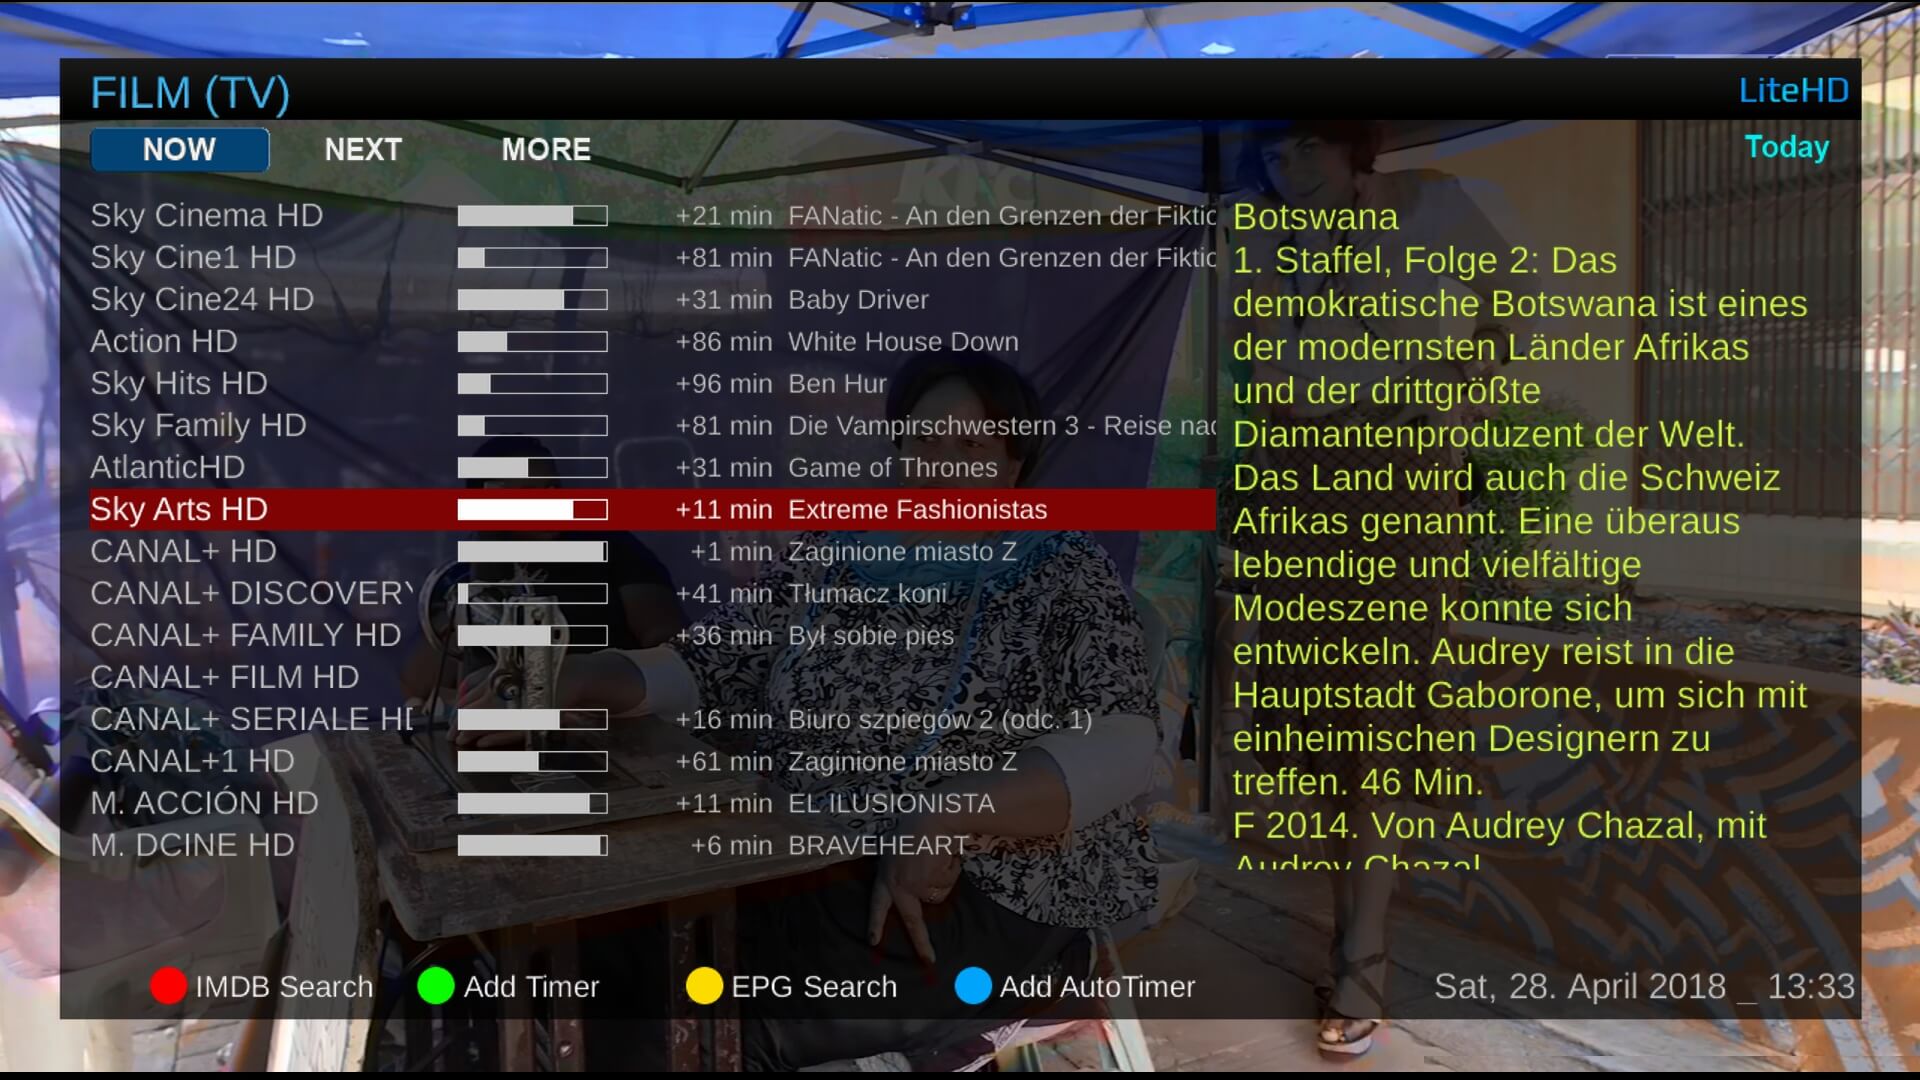 FILM (TV)
LiteHD
NOW NEXT MORE
Today
Sky Cinema HD +21 min FANatic - An den Grenzen der Fiktic
Sky Cine1 HD +81 min FANatic - An den Grenzen der Fiktic
Sky Cine24 HD +31 min Baby Driver
Action HD +86 min White House Down
Sky Hits HD +96 min Ben Hur
Sky Family HD +81 min Die Vampirschwestern 3 - Reise nac
AtlanticHD +31 min Game of Thrones
Sky Arts HD +11 min Extreme Fashionistas
CANAL+ HD +1 min Zaginione miasto Z
CANAL+ DISCOVERY +41 min Tłumacz koni
CANAL+ FAMILY HD +36 min Był sobie pies
CANAL+ FILM HD
CANAL+ SERIALE HD +16 min Biuro szpiegów 2 (odc. 1)
CANAL+1 HD +61 min Zaginione miasto Z
M. ACCIÓN HD +11 min EL ILUSIONISTA
M. DCINE HD +6 min BRAVEHEART
Botswana
1. Staffel, Folge 2: Das
demokratische Botswana ist eines
der modernsten Länder Afrikas
und der drittgrößte
Diamantenproduzent der Welt.
Das Land wird auch die Schweiz
Afrikas genannt. Eine überaus
lebendige und vielfältige
Modeszene konnte sich
entwickeln. Audrey reist in die
Hauptstadt Gaborone, um sich mit
einheimischen Designern zu
treffen. 46 Min.
F 2014. Von Audrey Chazal, mit
Audrey Chazal
IMDB Search Add Timer EPG Search Add AutoTimer
Sat, 28. April 2018 _ 13:33